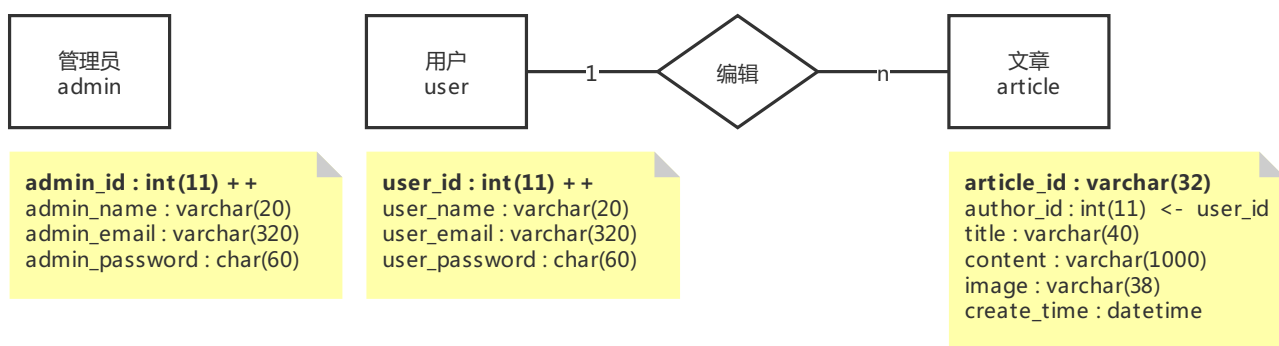 管理员
admin
用户
user
1
编辑
n
文章
article
admin_id : int(11) ++
admin_name : varchar(20)
admin_email : varchar(320)
admin_password : char(60)
user_id : int(11) ++
user_name : varchar(20)
user_email : varchar(320)
user_password : char(60)
article_id : varchar(32)
author_id : int(11) <- user_id
title : varchar(40)
content : varchar(1000)
image : varchar(38)
create_time : datetime